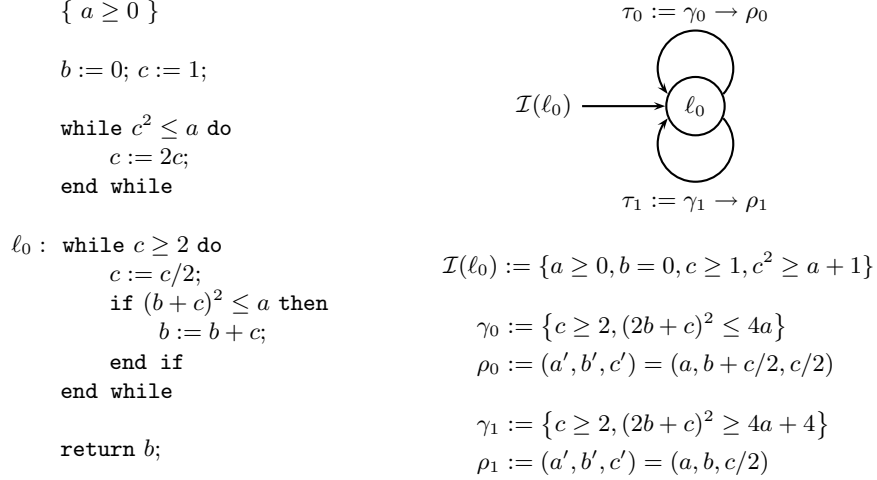 { a ≥ 0 }
b := 0; c := 1;
while c² ≤ a do
c := 2c;
end while
ℓ₀ : while c ≥ 2 do
c := c/2;
if (b + c)² ≤ a then
b := b + c;
end if
end while
return b;
τ₀ := γ₀ → ρ₀
I(ℓ₀)
ℓ₀
τ₁ := γ₁ → ρ₁
I(ℓ₀) := {a ≥ 0, b = 0, c ≥ 1, c² ≥ a + 1}
γ₀ := {c ≥ 2, (2b + c)² ≤ 4a}
ρ₀ := (a′, b′, c′) = (a, b + c/2, c/2)
γ₁ := {c ≥ 2, (2b + c)² ≥ 4a + 4}
ρ₁ := (a′, b′, c′) = (a, b, c/2)